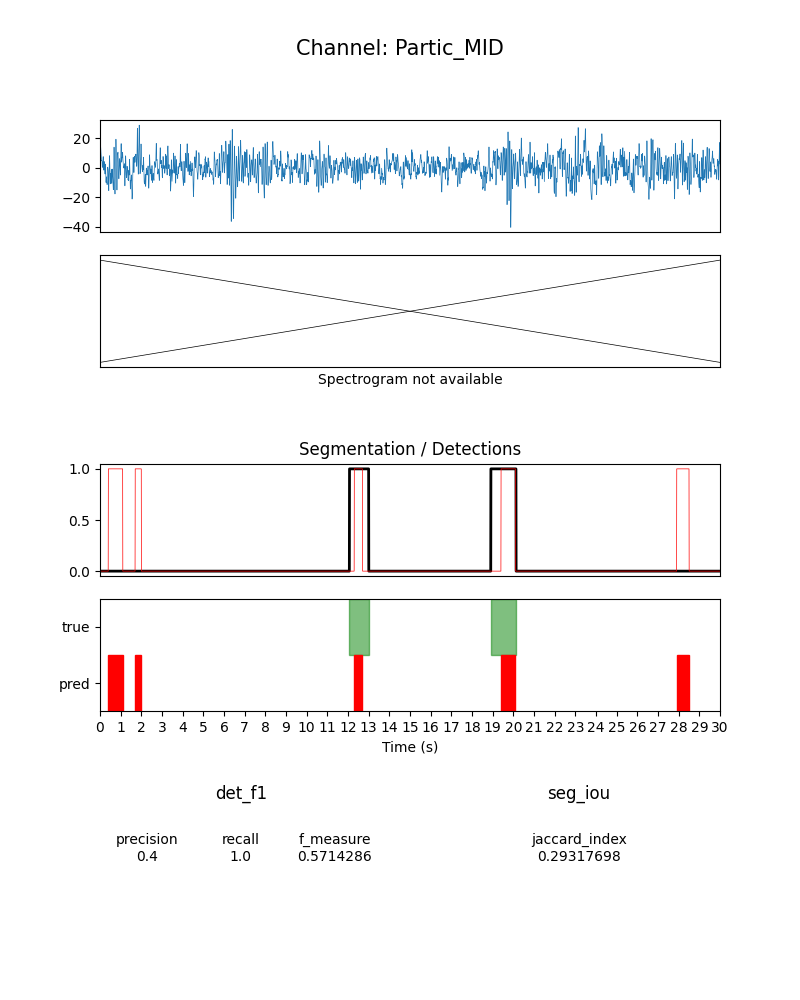 Channel: Partic_MID
20
0
−20
−40
Spectrogram not available
Segmentation / Detections
1.0
0.5
0.0
true
pred
0 1 2 3 4 5 6 7 8 9 10 11 12 13 14 15 16 17 18 19 20 21 22 23 24 25 26 27 28 29 30
Time (s)
det_f1 seg_iou
precision recall f_measure jaccard_index
0.4 1.0 0.5714286 0.29317698